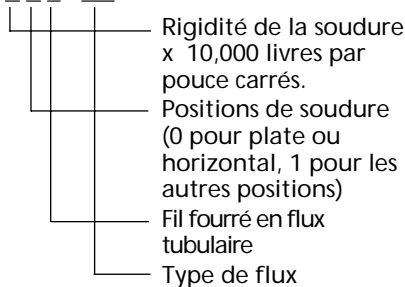 Rigidité de la soudure
x 10,000 livres par
pouce carrés.
Positions de soudure
(0 pour plate ou
horizontal, 1 pour les
autres positions)
Fil fourré en flux
tubulaire
Type de flux